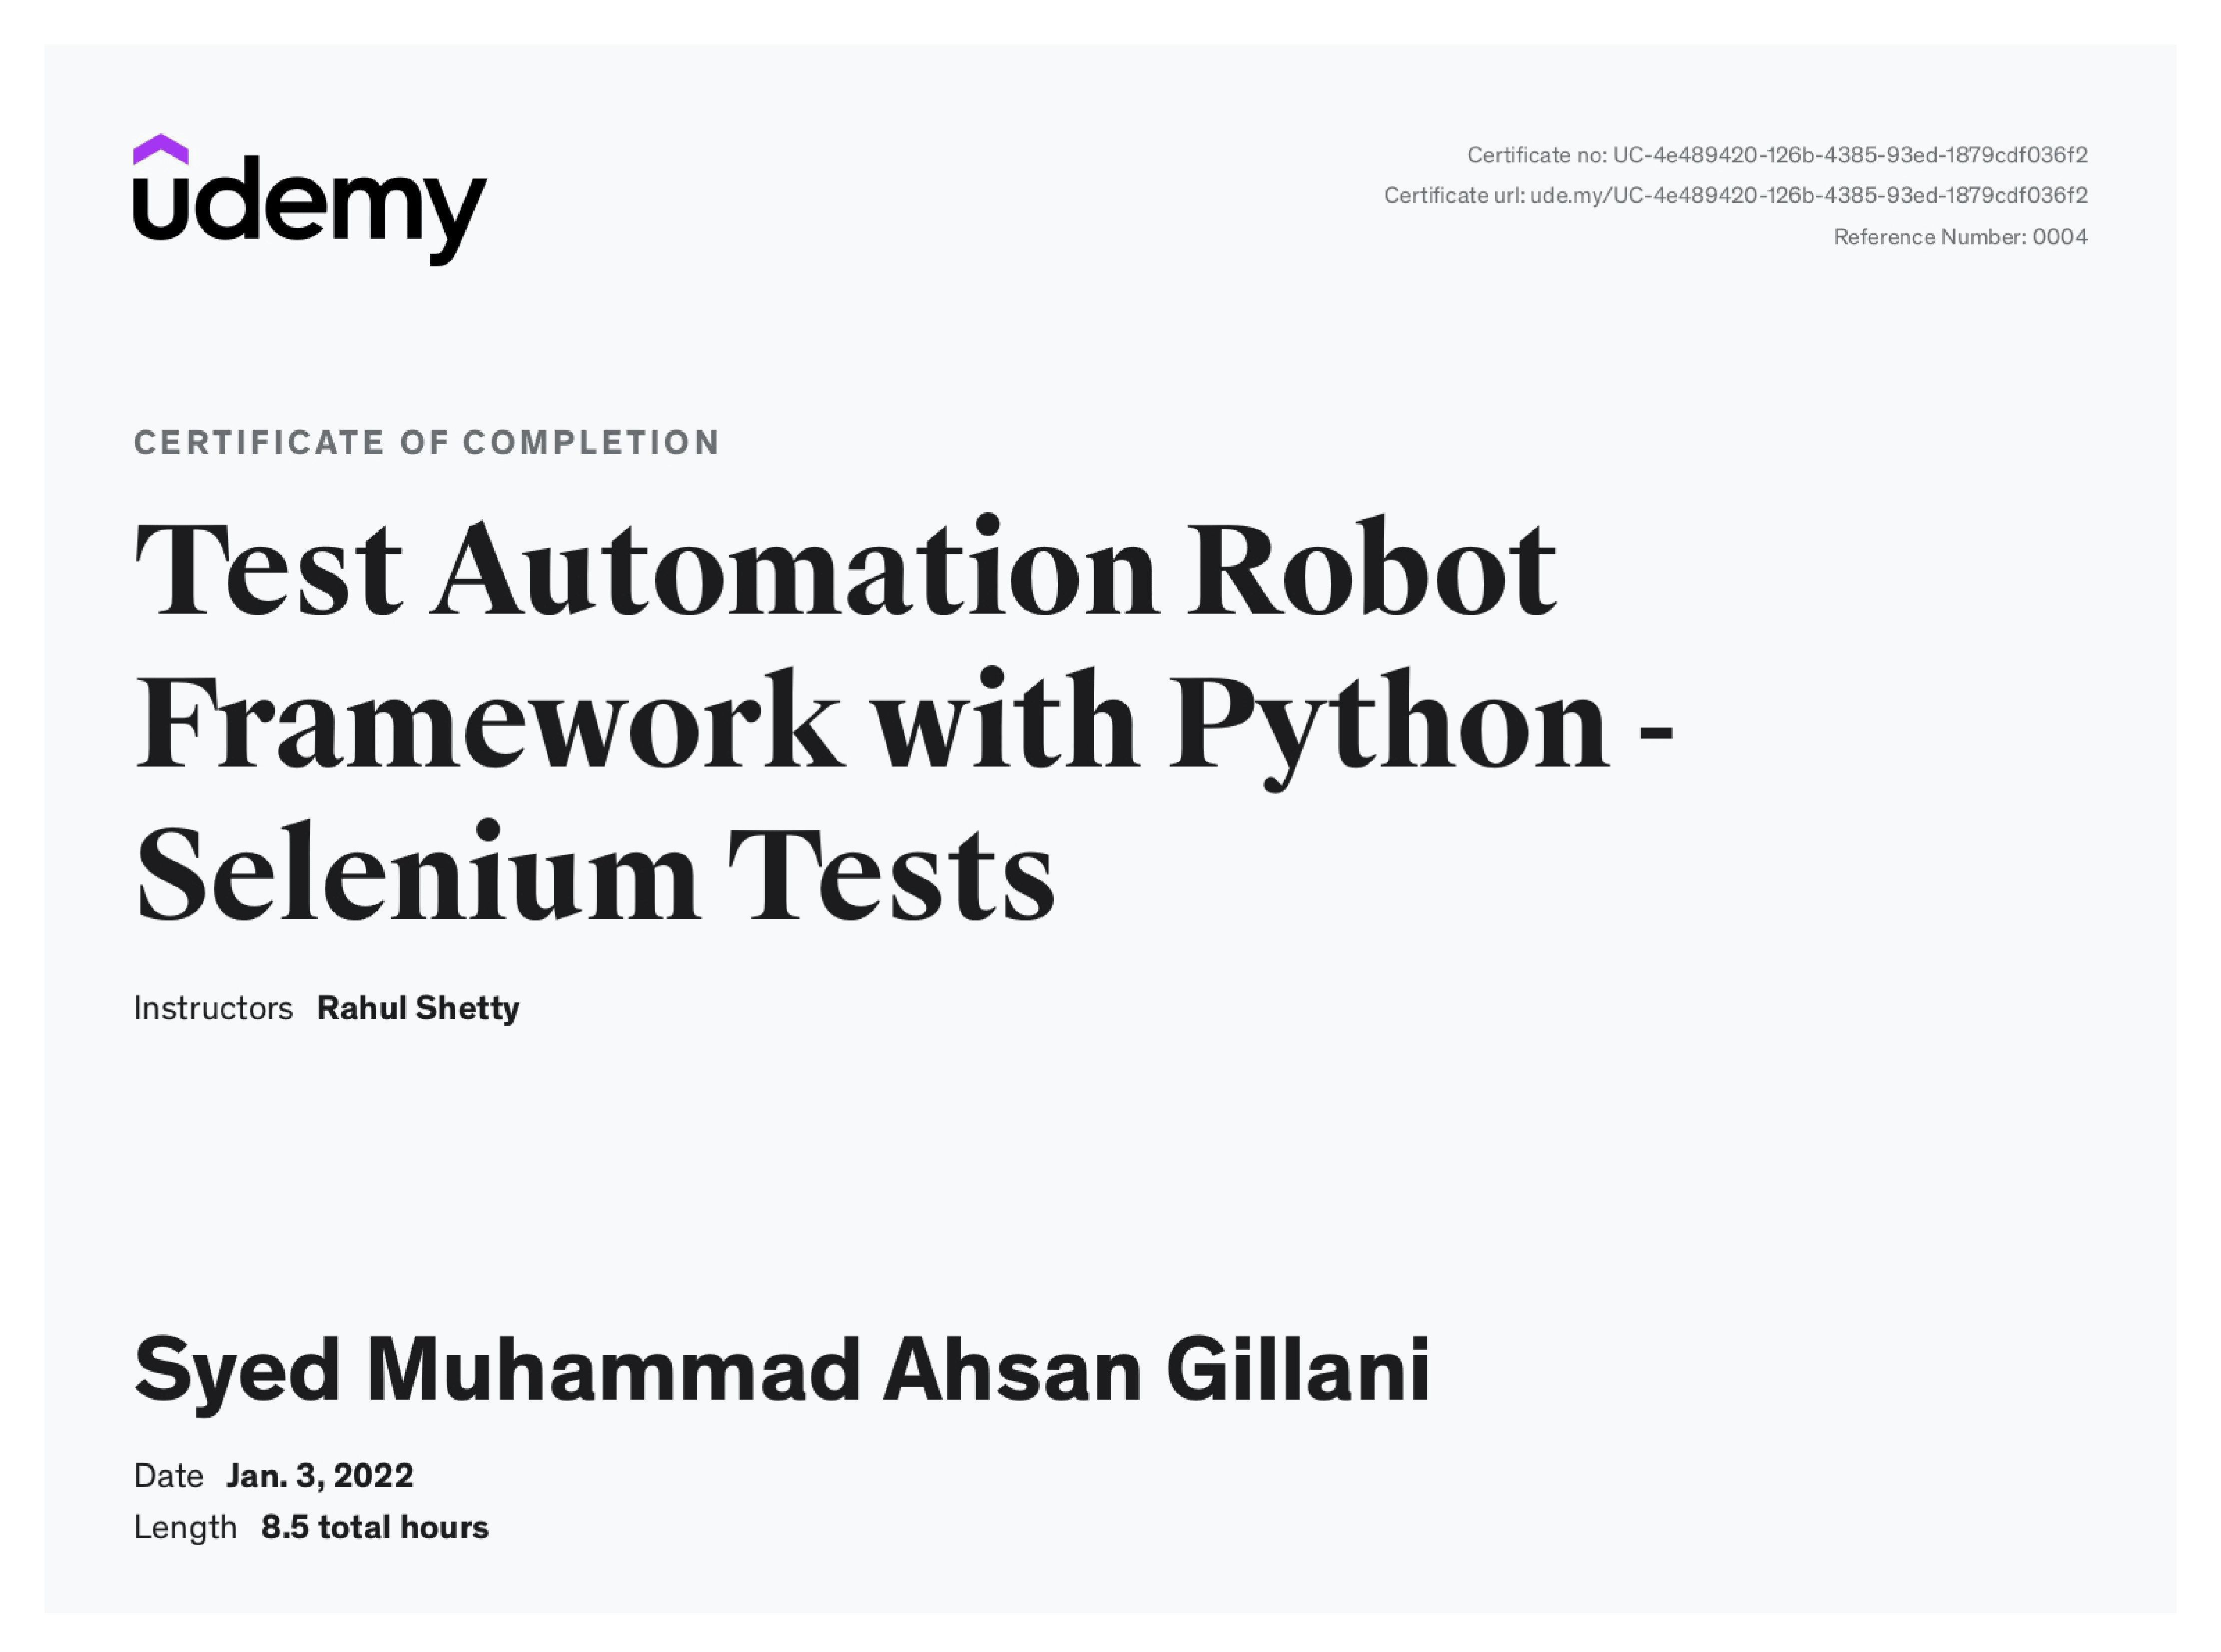 udemy
Certificate no: UC-4e489420-126b-4385-93ed-1879cdf036f2
Certificate url: ude.my/UC-4e489420-126b-4385-93ed-1879cdf036f2
Reference Number: 0004
CERTIFICATE OF COMPLETION
Test Automation Robot
Framework with Python -
Selenium Tests
Instructors Rahul Shetty
Syed Muhammad Ahsan Gillani
Date Jan. 3, 2022
Length 8.5 total hours